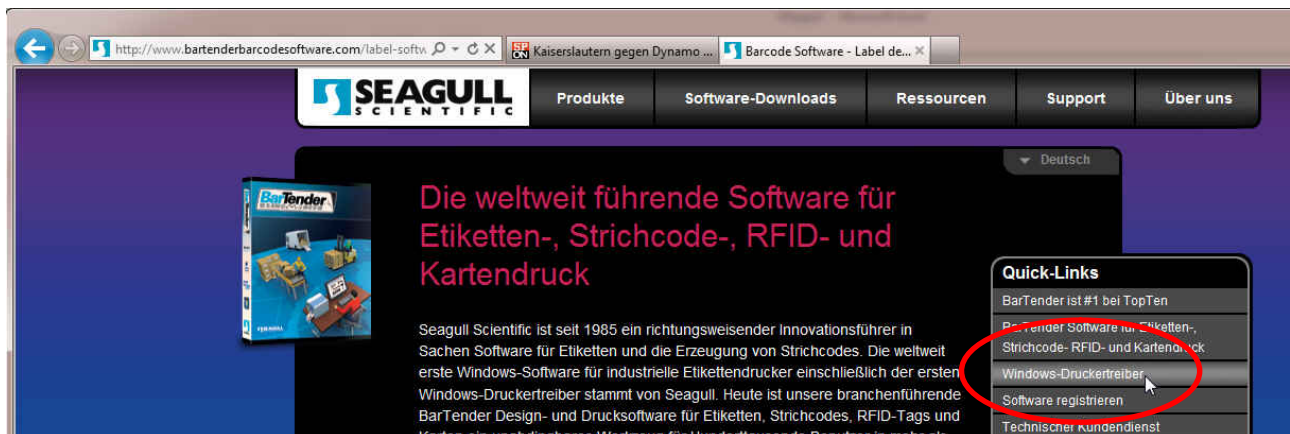 http://www.bartenderbarcodesoftware.com/label-softw
Kaiserslautern gegen Dynamo ...
Barcode Software - Label de...
SEAGULL
SCIENTIFIC
Produkte
Software-Downloads
Ressourcen
Support
Über uns
Deutsch
BarTender
Die weltweit führende Software für
Etiketten-, Strichcode-, RFID- und
Kartendruck
Seagull Scientific ist seit 1985 ein richtungsweisender Innovationsführer in
Sachen Software für Etiketten und die Erzeugung von Strichcodes. Die weltweit
erste Windows-Software für industrielle Etikettendrucker einschließlich der ersten
Windows-Druckertreiber stammt von Seagull. Heute ist unsere branchenführende
BarTender Design- und Drucksoftware für Etiketten, Strichcodes, RFID-Tags und
Quick-Links
BarTender ist #1 bei TopTen
BarTender Software für Etiketten-,
Strichcode- RFID- und Kartendruck
Windows-Druckertreiber
Software registrieren
Technischer Kundendienst